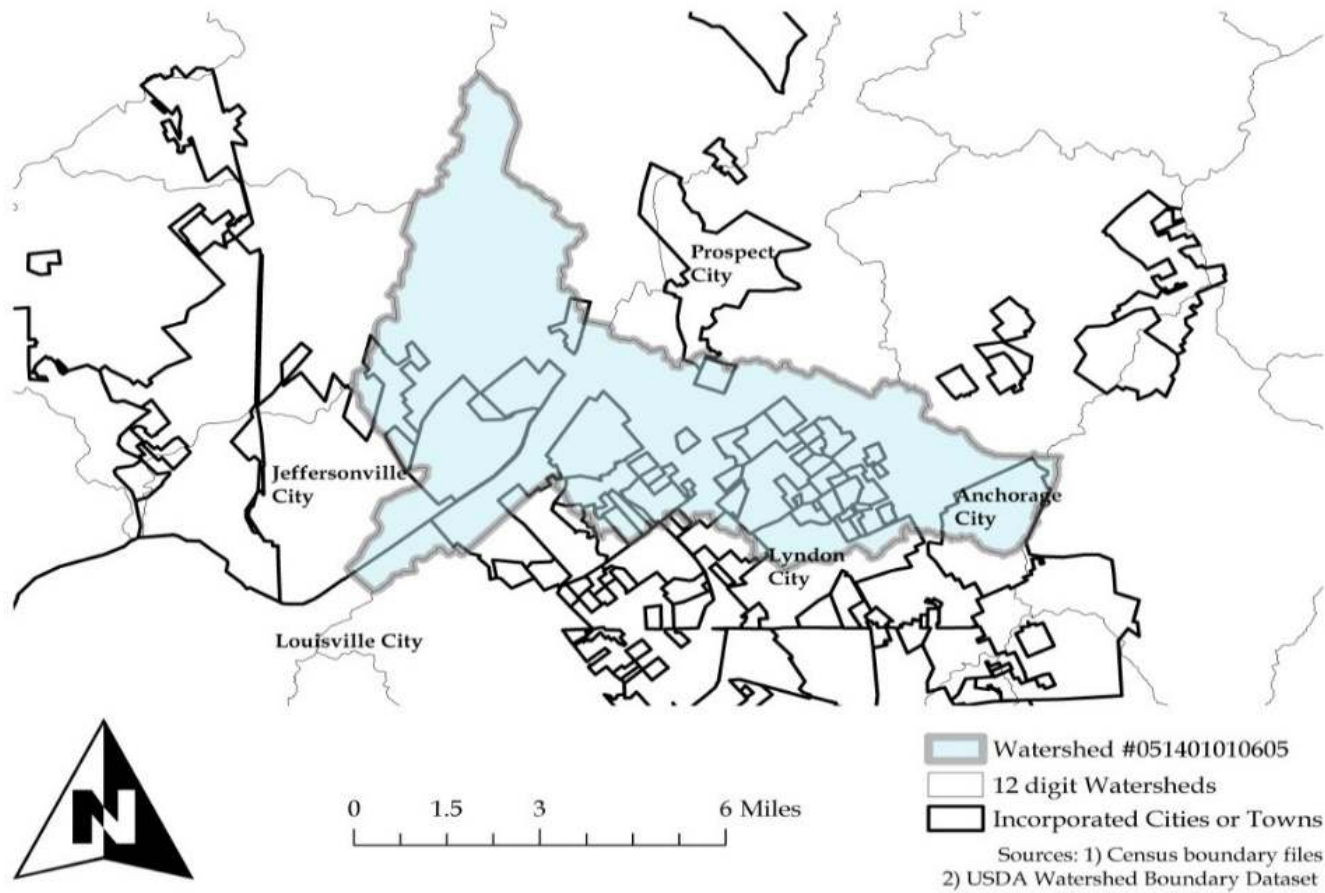 Prospect
City
Jeffersonville
City
Anchorage
City
Lyndon
City
Louisville City
N
0 1.5 3 6 Miles
Watershed #051401010605
12 digit Watersheds
Incorporated Cities or Towns
Sources: 1) Census boundary files
2) USDA Watershed Boundary Dataset